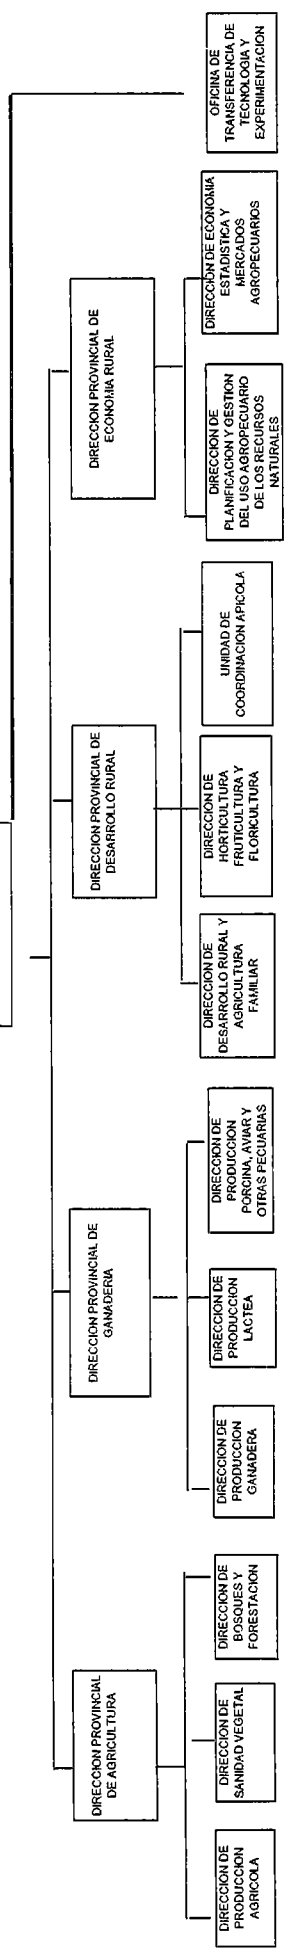 DIRECCION PROVINCIAL
DE AGRICULTURA
DIRECCION PROVINCIAL DE
GANADERIA
DIRECCION PROVINCIAL DE
DESARROLLO RURAL
DIRECCION PROVINCIAL DE
ECONOMIA RURAL
DIRECCION DE
PRODUCCION
AGRICOLA
DIRECCION DE
SANIDAD VEGETAL
DIRECCION DE
BOSQUES Y
FORESTACION
DIRECCION DE
PRODUCCION
GANADERA
DIRECCION DE
PRODUCCION
LACTEA
DIRECCION DE
PRODUCCION
PORCINA, AVIAR Y
OTRAS PECUARIAS
DIRECCION DE
DESARROLLO RURAL Y
AGRICULTURA
FAMILIAR
DIRECCION DE
HORTICULTURA
FRUTICULTURA Y
FLORICULTURA
UNIDAD DE
COORDINACION APICOLA
DIRECCION DE
PLANIFICACION Y GESTION
DEL USO AGROPECUARIO
DE LOS RECURSOS
NATURALES
DIRECCION DE ECONOMIA
ESTADISTICA Y
MERCADOS
AGROPECUARIOS
OFICINA DE
TRANSFERENCIA DE
TECNOLOGIA Y
EXPERIMENTACION